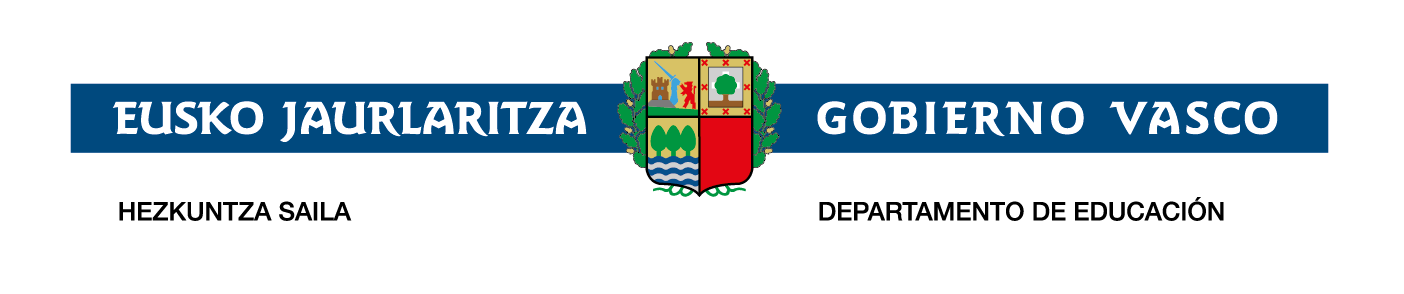 EUSKO JAURLARITZA
GOBIERNO VASCO
HEZKUNTZA SAILA
DEPARTAMENTO DE EDUCACIÓN